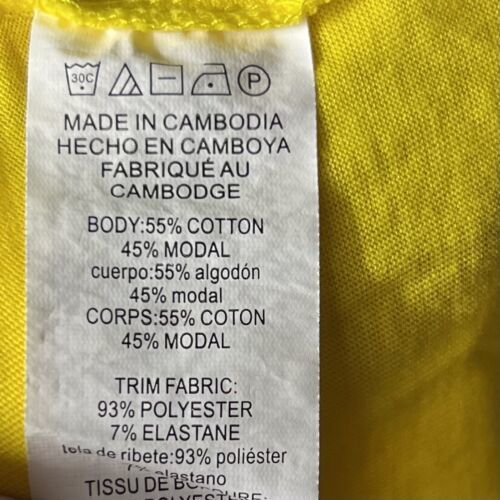 30C P
MADE IN CAMBODIA
HECHO EN CAMBOYA
FABRIQUÉ AU
CAMBODGE
BODY:55% COTTON
45% MODAL
cuerpo:55% algodón
45% modal
CORPS:55% COTON
45% MODAL
TRIM FABRIC:
93% POLYESTER
7% ELASTANE
tela de ribete:93% poliéster
7% elastano
TISSU DE